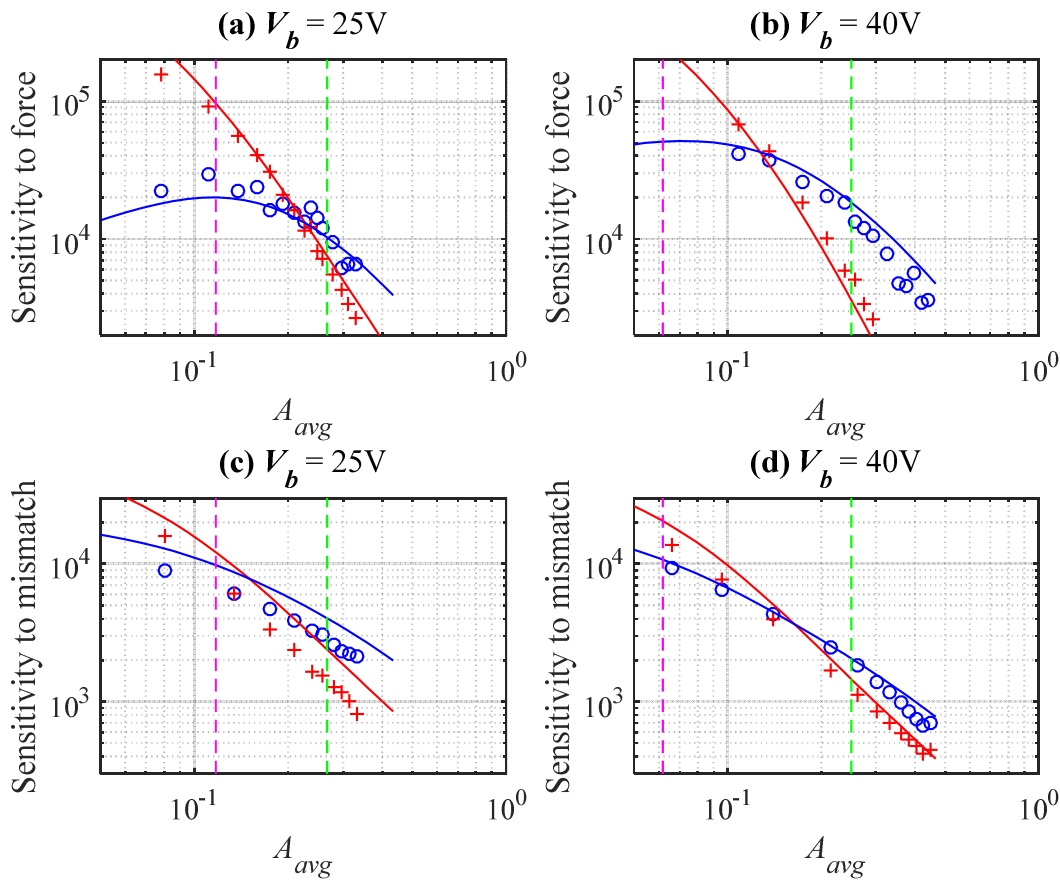 (a) V_b = 25V
Sensitivity to force
10^5
10^4
10^-1
10^0
A_avg
(b) V_b = 40V
Sensitivity to force
10^5
10^4
10^-1
10^0
A_avg
(c) V_b = 25V
Sensitivity to mismatch
10^4
10^3
10^-1
10^0
A_avg
(d) V_b = 40V
Sensitivity to mismatch
10^4
10^3
10^-1
10^0
A_avg